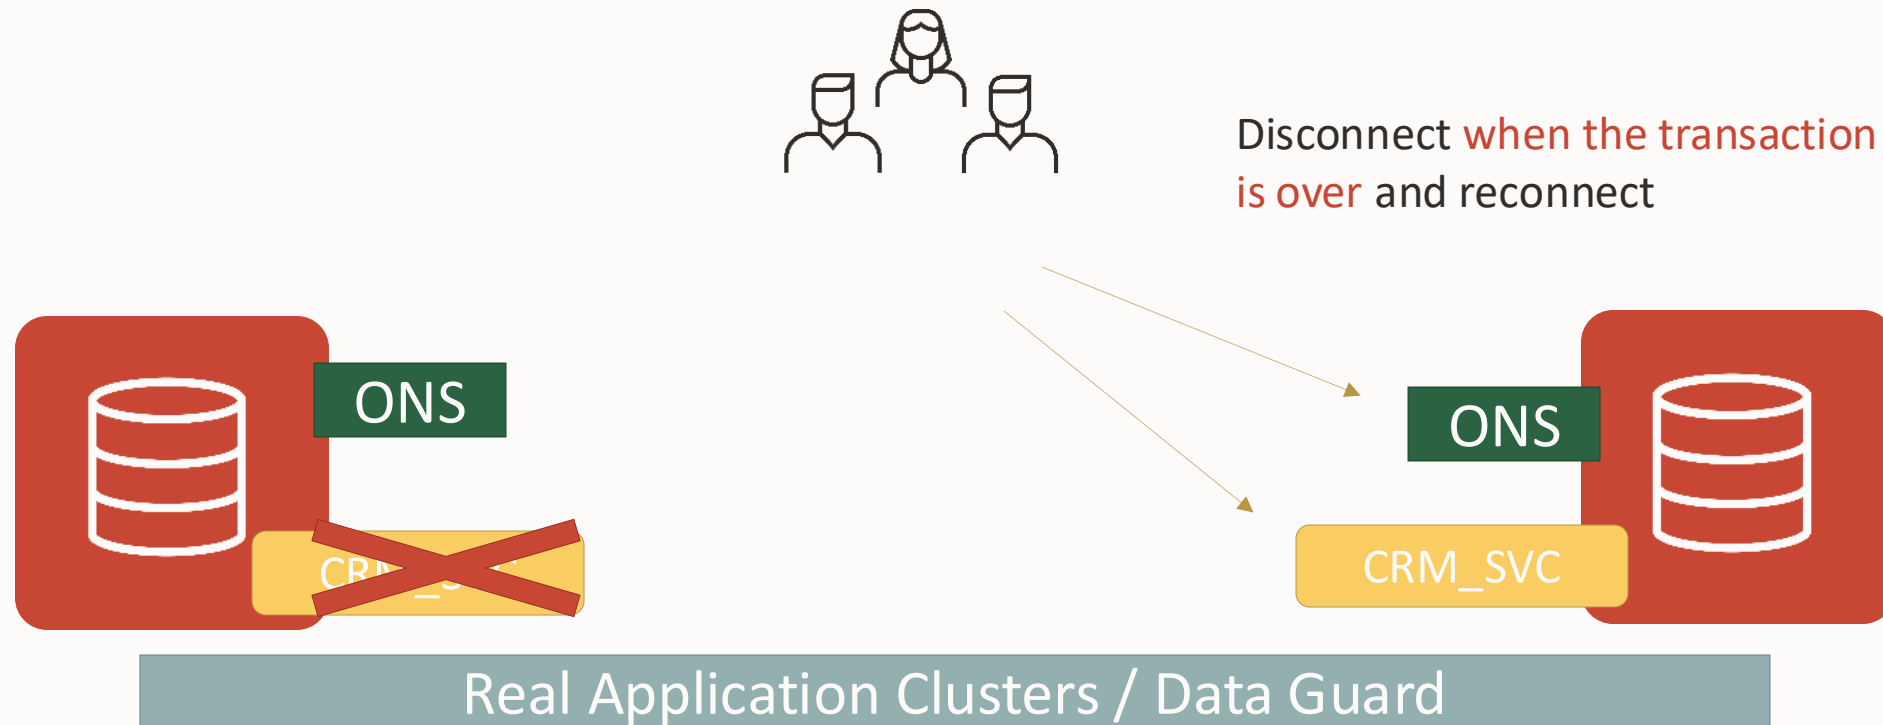 Disconnect when the transaction
is over and reconnect
ONS
ONS
CRM_SVC
Real Application Clusters / Data Guard